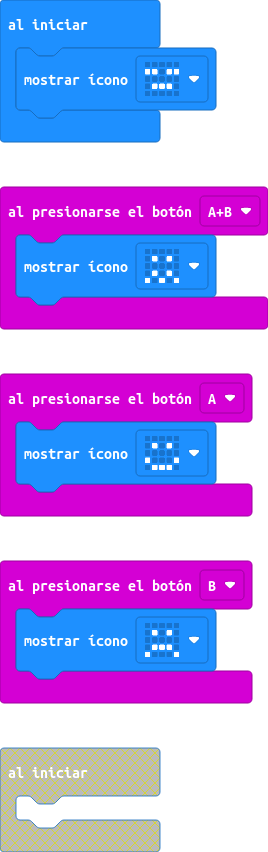 al iniciar
mostrar ícono
al presionarse el botón A+B
mostrar ícono
al presionarse el botón A
mostrar ícono
al presionarse el botón B
mostrar ícono
al iniciar